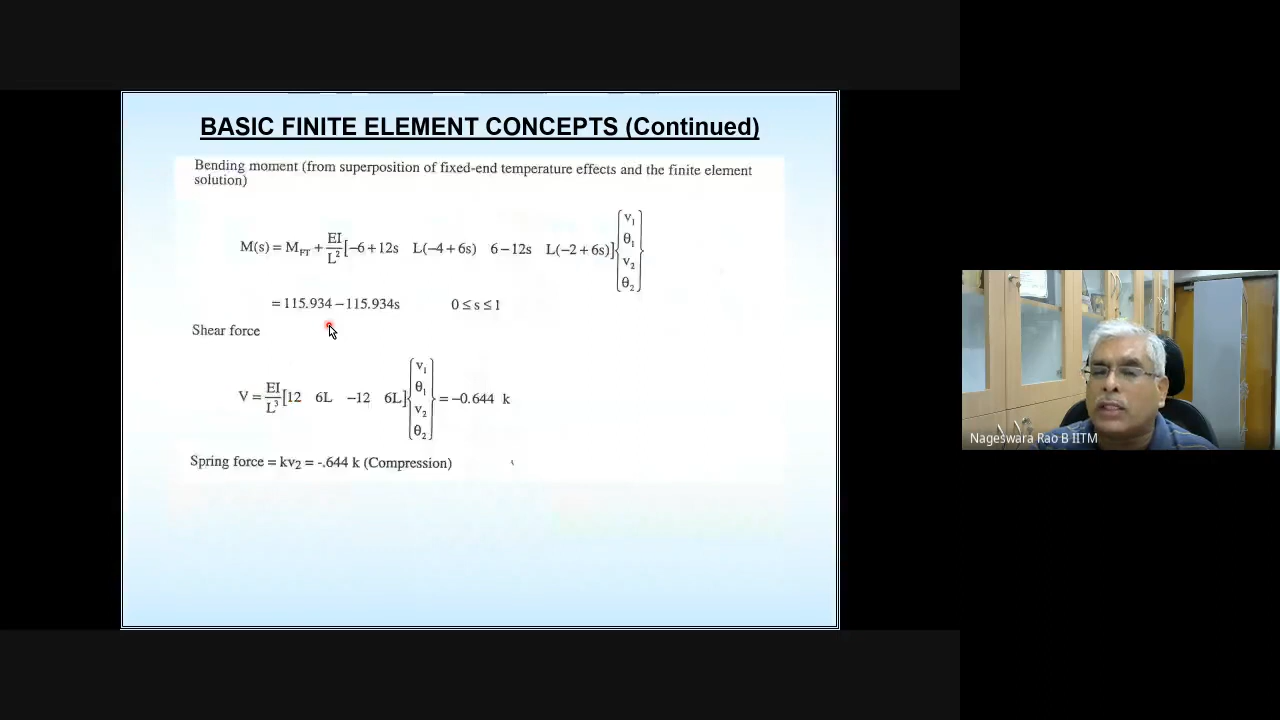 BASIC FINITE ELEMENT CONCEPTS (Continued)
Bending moment (from superposition of fixed-end temperature effects and the finite element
solution)
M(s) = M_FT + EI/L² [−6+12s   L(−4+6s)   6−12s   L(−2+6s)] {v₁ θ₁ v₂ θ₂}
= 115.934 − 115.934s   0 ≤ s ≤ 1
Shear force
V = EI/L³ [12   6L   −12   6L] {v₁ θ₁ v₂ θ₂} = −0.644 k
Spring force = kv₂ = -.644 k (Compression)
Nageswara Rao B IITM